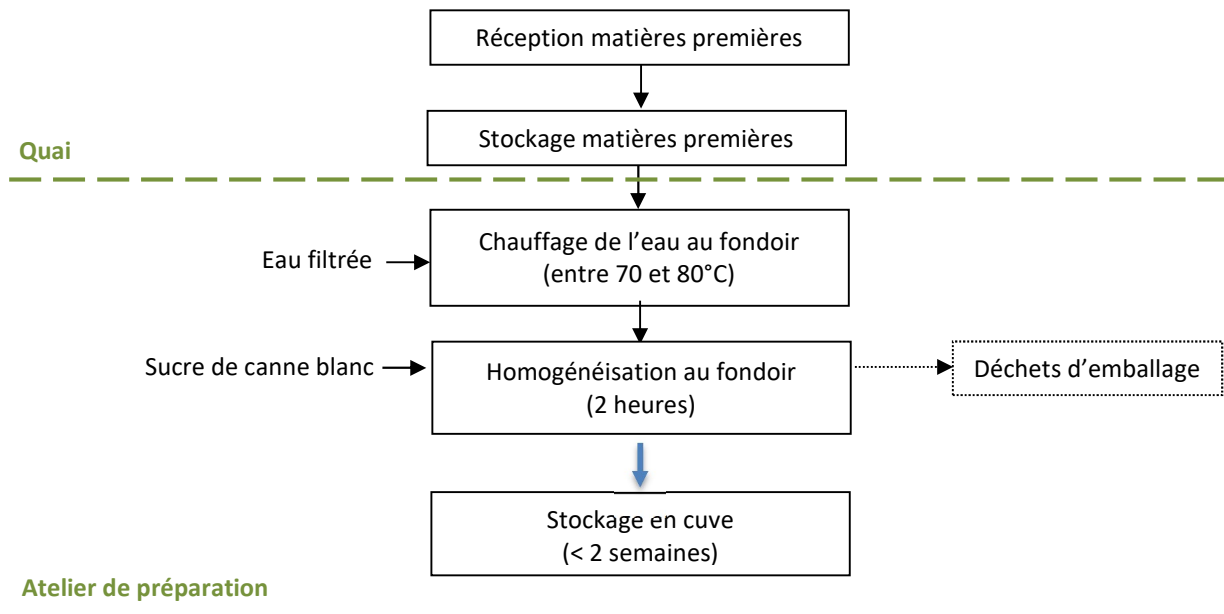 Réception matières premières
Stockage matières premières
Quai
Eau filtrée
Chauffage de l’eau au fondoir
(entre 70 et 80°C)
Sucre de canne blanc
Homogénéisation au fondoir
(2 heures)
Déchets d’emballage
Stockage en cuve
(< 2 semaines)
Atelier de préparation